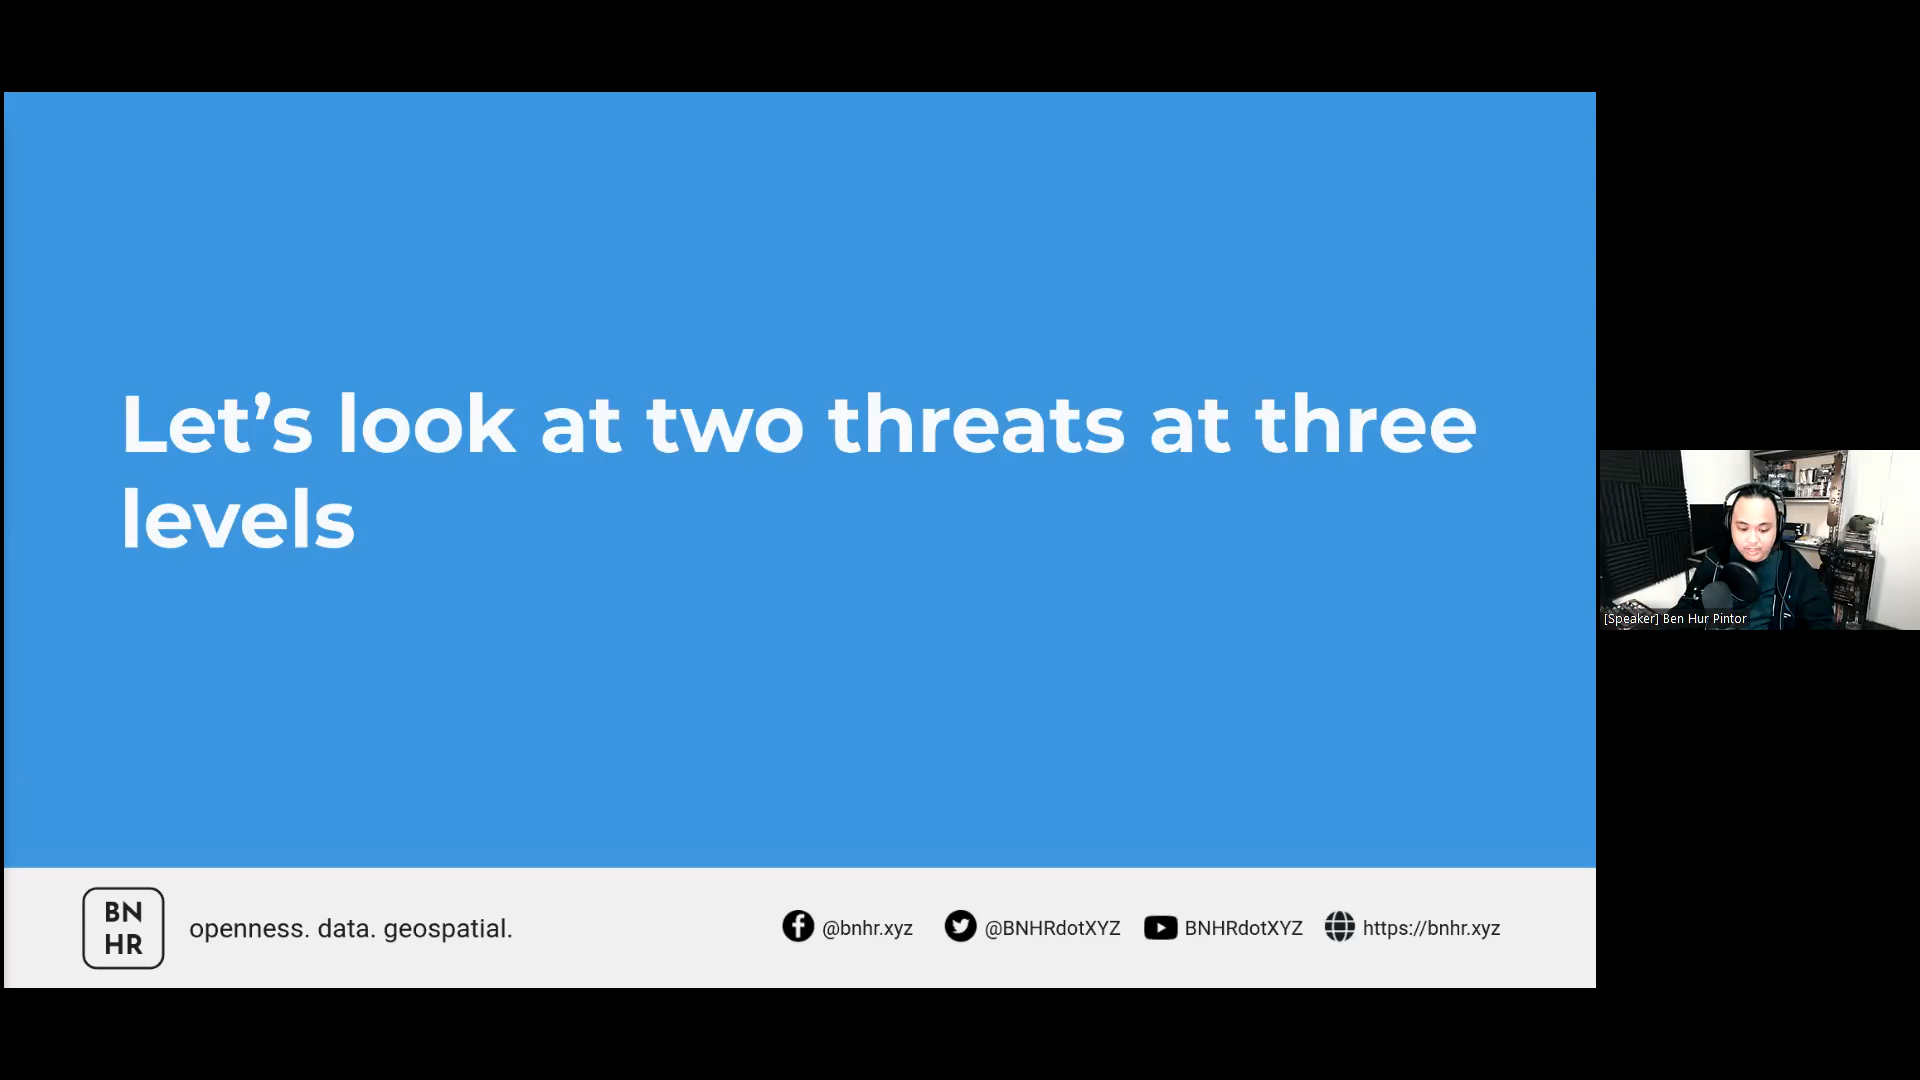 Let’s look at two threats at three
levels
[Speaker] Ben Hur Pintor
BN
HR
openness. data. geospatial.
@bnhr.xyz
@BNHRdotXYZ
BNHRdotXYZ
https://bnhr.xyz